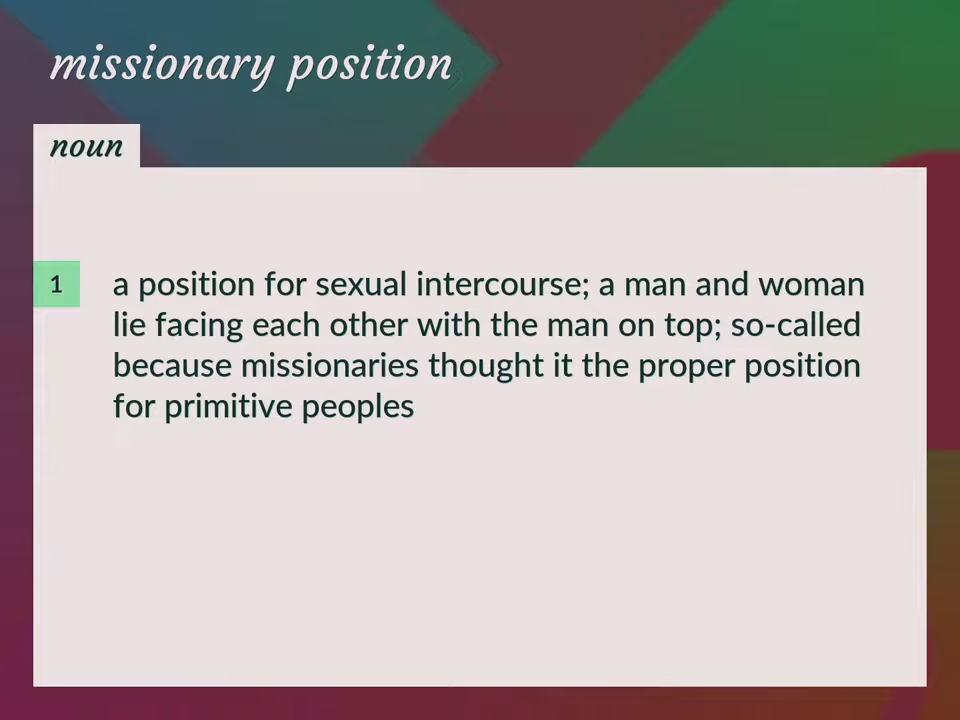 missionary position
noun
1
a position for sexual intercourse; a man and woman
lie facing each other with the man on top; so-called
because missionaries thought it the proper position
for primitive peoples